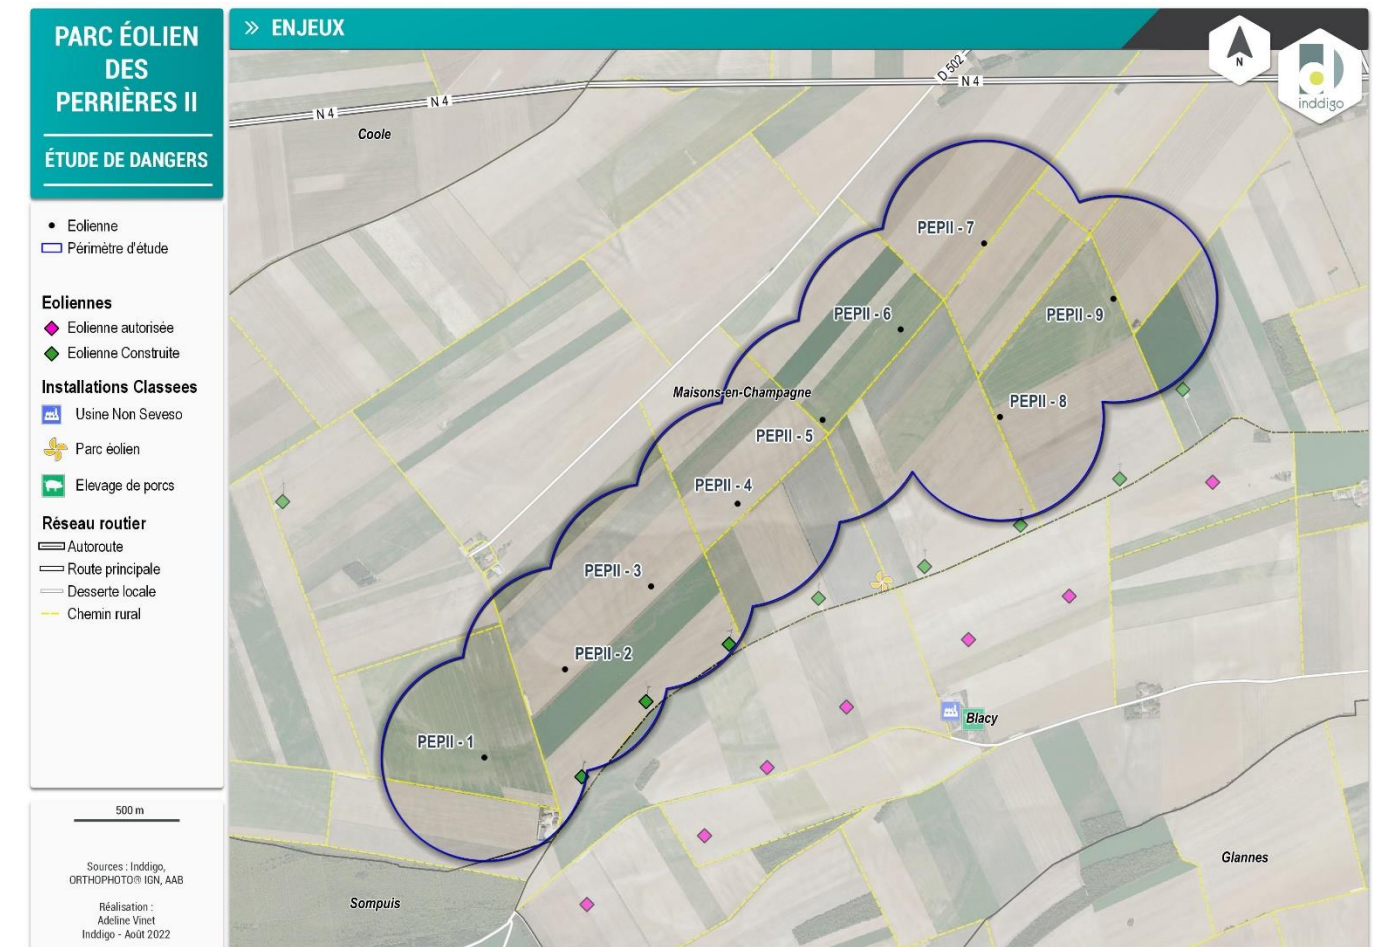 PARC ÉOLIEN
DES
PERRIÈRES II
ÉTUDE DE DANGERS
Eolienne
Périmètre d'étude
Eoliennes
Eolienne autorisée
Eolienne Construite
Installations Classees
Usine Non Seveso
Parc éolien
Elevage de porcs
Réseau routier
Autoroute
Route principale
Desserte locale
Chemin rural
500 m
Sources : Inddigo,
ORTHOPHOTO® IGN, AAB
Réalisation :
Adeline Vinet
Inddigo - Août 2022
» ENJEUX
N
inddigo
D 502
N 4
N 4
N 4
Coole
PEPII - 7
PEPII - 6
PEPII - 9
Maisons-en-Champagne
PEPII - 8
PEPII - 5
PEPII - 4
PEPII - 3
PEPII - 2
PEPII - 1
Blacy
Glannes
Sompuis